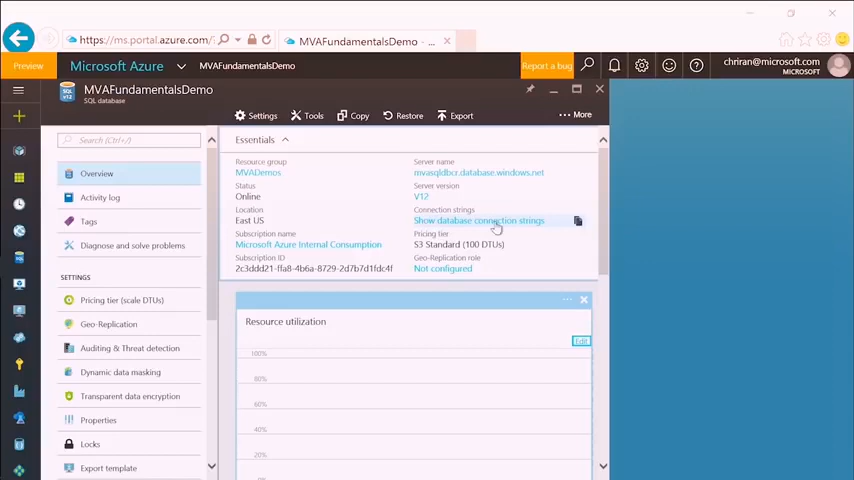 https://ms.portal.azure.com/
MVAFundamentalsDemo -
Preview
Microsoft Azure
MVAFundamentalsDemo
Report a bug
chriran@microsoft.com
MICROSOFT
SQL v12
MVAFundamentalsDemo
SQL database
Settings
Tools
Copy
Restore
Export
... More
Search (Ctrl+/)
Overview
Activity log
Tags
Diagnose and solve problems
SETTINGS
Pricing tier (scale DTUs)
Geo-Replication
Auditing & Threat detection
Dynamic data masking
Transparent data encryption
Properties
Locks
Export template
Essentials
Resource group
MVADemos
Status
Online
Location
East US
Subscription name
Microsoft Azure Internal Consumption
Subscription ID
2c3ddd21-ffa8-4b6a-8729-2d7b7d1fdc4f
Server name
mvasqldbcr.database.windows.net
Server version
V12
Connection strings
Show database connection strings
Pricing tier
S3 Standard (100 DTUs)
Geo-Replication role
Not configured
Resource utilization
Edit
100%
80%
60%
40%
20%